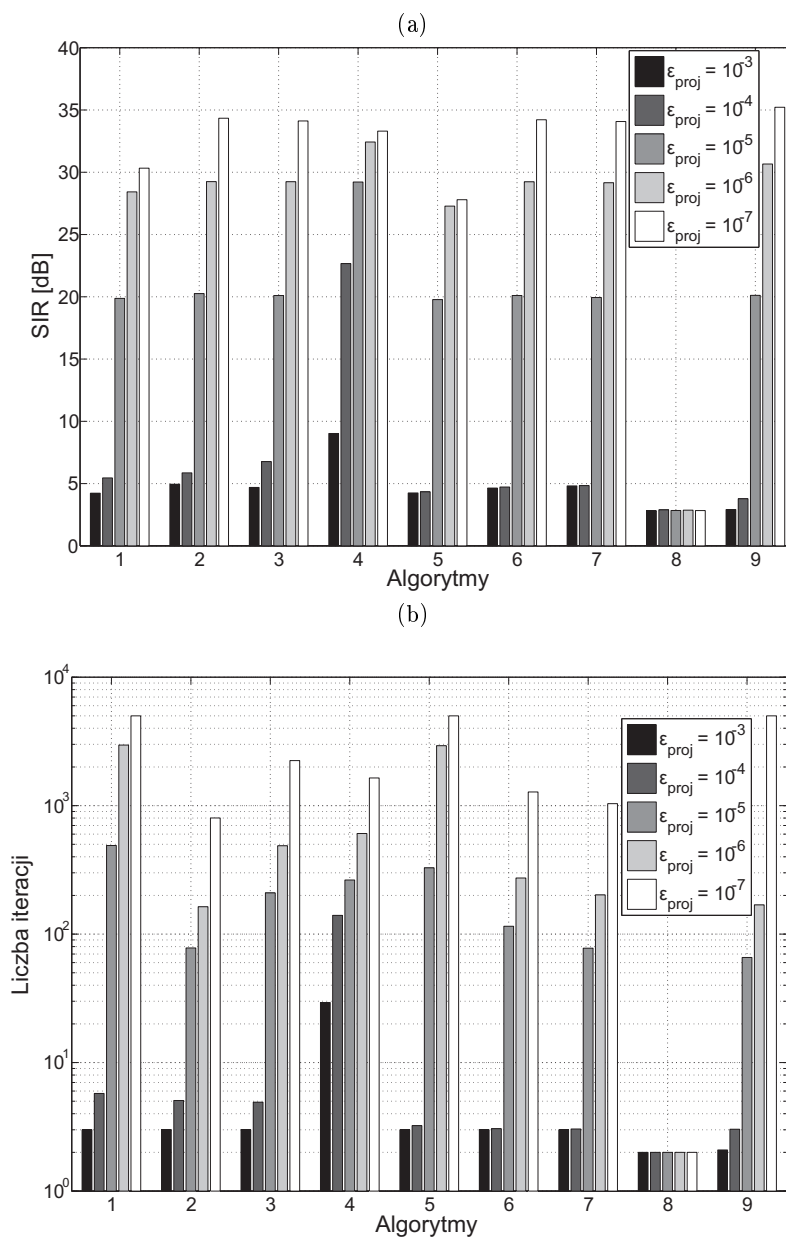 (a)
40
35
30
25
20
15
10
5
0
SIR [dB]
ε_proj = 10^-3
ε_proj = 10^-4
ε_proj = 10^-5
ε_proj = 10^-6
ε_proj = 10^-7
1 2 3 4 5 6 7 8 9
Algorytmy
(b)
10^4
10^3
10^2
10^1
10^0
Liczba iteracji
ε_proj = 10^-3
ε_proj = 10^-4
ε_proj = 10^-5
ε_proj = 10^-6
ε_proj = 10^-7
1 2 3 4 5 6 7 8 9
Algorytmy